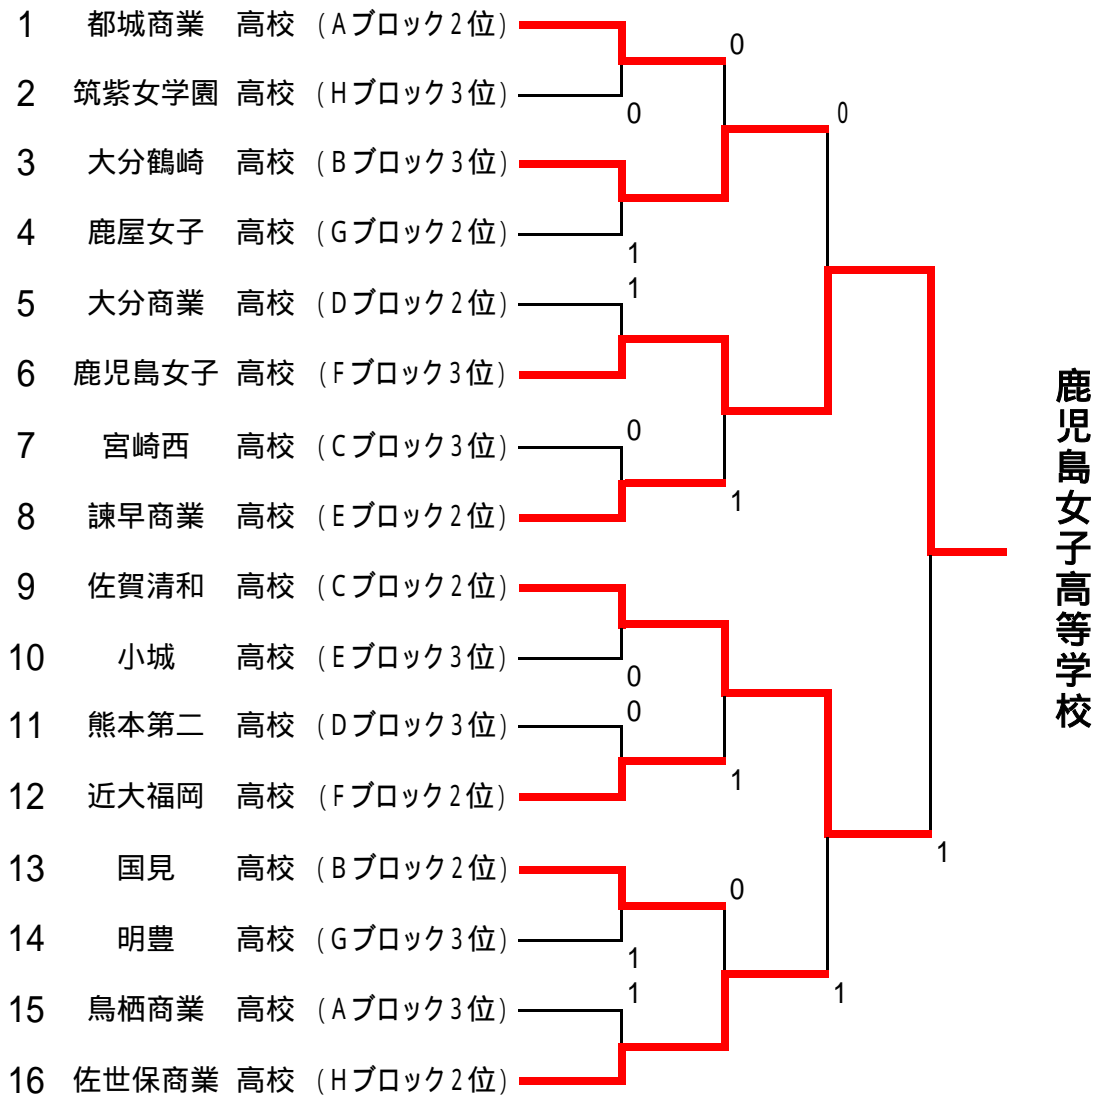 1 都城商業 高校 (Aブロック2位)
0
2 筑紫女学園 高校 (Hブロック3位)
0
0
3 大分鶴崎 高校 (Bブロック3位)
4 鹿屋女子 高校 (Gブロック2位)
1
1
5 大分商業 高校 (Dブロック2位)
6 鹿児島女子 高校 (Fブロック3位)
0
7 宮崎西 高校 (Cブロック3位)
1
8 諫早商業 高校 (Eブロック2位)
鹿児島女子高等学校
9 佐賀清和 高校 (Cブロック2位)
10 小城 高校 (Eブロック3位)
0
0
11 熊本第二 高校 (Dブロック3位)
1
12 近大福岡 高校 (Fブロック2位)
1
13 国見 高校 (Bブロック2位)
0
14 明豊 高校 (Gブロック3位)
1
1
1
15 鳥栖商業 高校 (Aブロック3位)
16 佐世保商業 高校 (Hブロック2位)